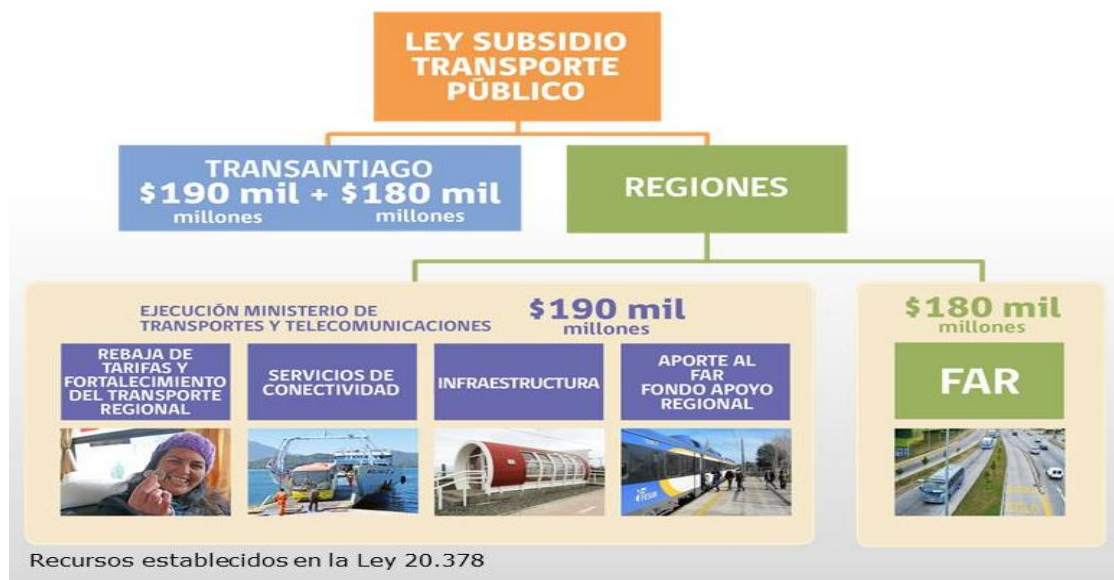 LEY SUBSIDIO
TRANSPORTE
PÚBLICO
TRANSANTIAGO
$190 mil + $180 mil
millones millones
REGIONES
EJECUCIÓN MINISTERIO DE
TRANSPORTES Y TELECOMUNICACIONES
$190 mil
millones
REBAJA DE
TARIFAS Y
FORTALECIMIENTO
DEL TRANSPORTE
REGIONAL
SERVICIOS DE
CONECTIVIDAD
INFRAESTRUCTURA
APORTE AL
FAR
FONDO APOYO
REGIONAL
$180 mil
millones
FAR
FESUB
Recursos establecidos en la Ley 20.378